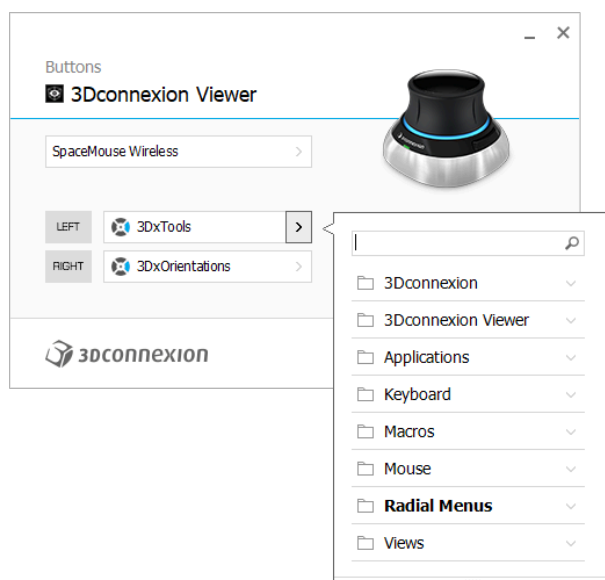 Buttons
3Dconnexion Viewer
SpaceMouse Wireless
LEFT
3DxTools
RIGHT
3DxOrientations
3Dconnexion
3Dconnexion
3Dconnexion Viewer
Applications
Keyboard
Macros
Mouse
Radial Menus
Views